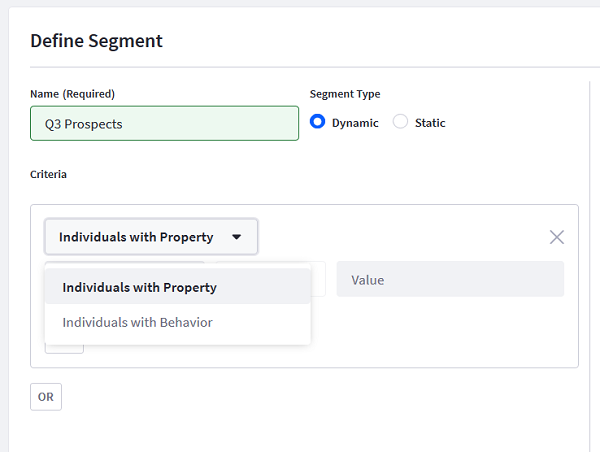 Define Segment
Name (Required)
Segment Type
Q3 Prospects
Dynamic
Static
Criteria
Individuals with Property
Value
Individuals with Property
Individuals with Behavior
OR